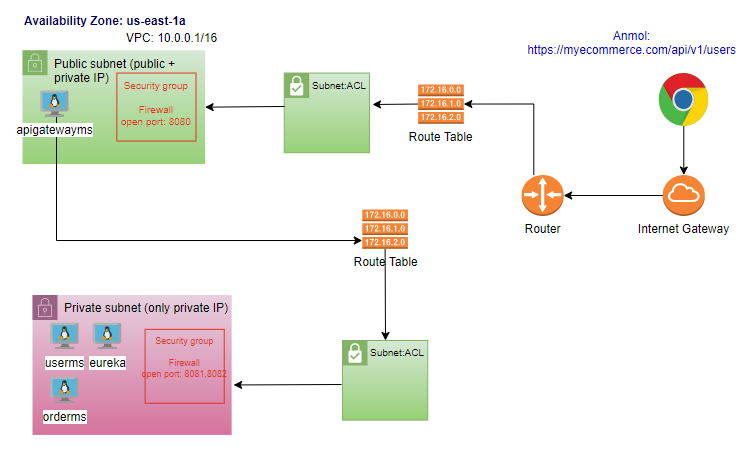 Availability Zone: us-east-1a
VPC: 10.0.0.1/16
Anmol:
https://myecommerce.com/api/v1/users
Public subnet (public +
private IP)
apigatewayms
Security group
Firewall
open port: 8080
Subnet:ACL
172.16.0.0
172.16.1.0
172.16.2.0
Route Table
Router
Internet Gateway
172.16.0.0
172.16.1.0
172.16.2.0
Route Table
Private subnet (only private IP)
userms
eureka
orderms
Security group
Firewall
open port: 8081,8082
Subnet:ACL